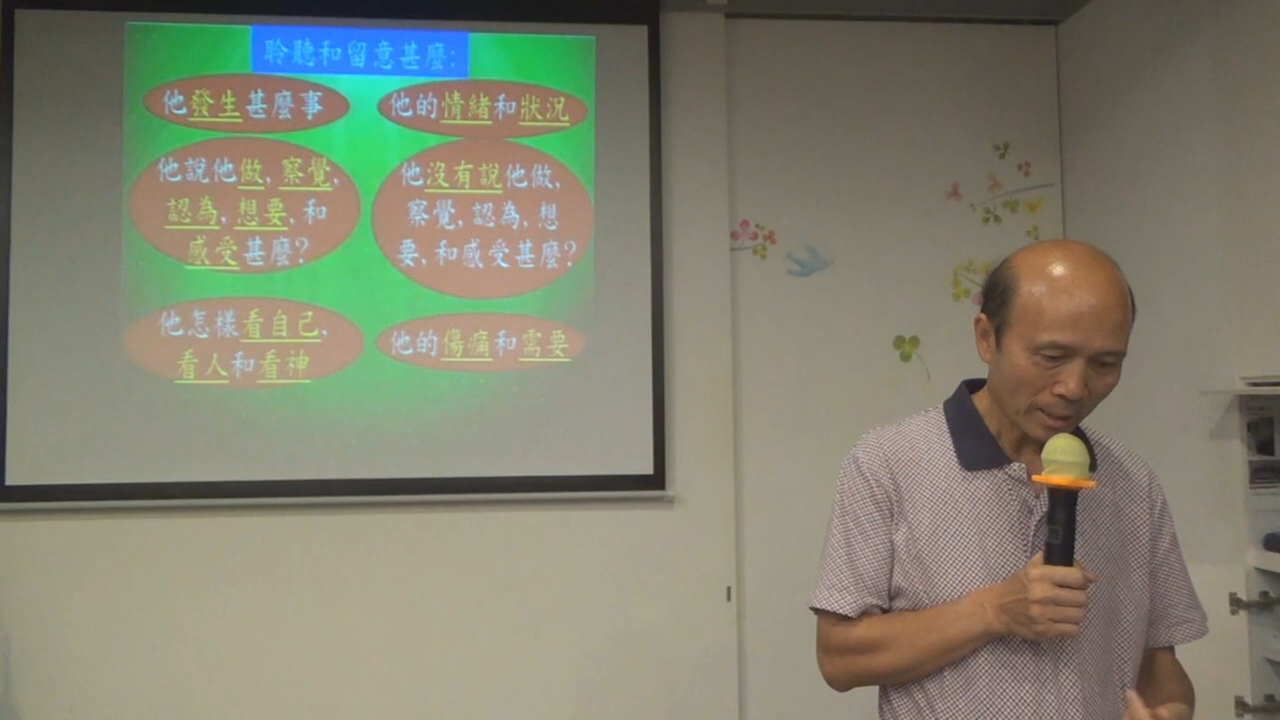 聆聽和留意甚麼:
他發生甚麼事
他的情緒和狀況
他說他做, 察覺,
認為, 想要, 和
感受甚麼?
他沒有說他做,
察覺, 認為, 想
要, 和感受甚麼?
他怎樣看自己,
看人和看神
他的傷痛和需要